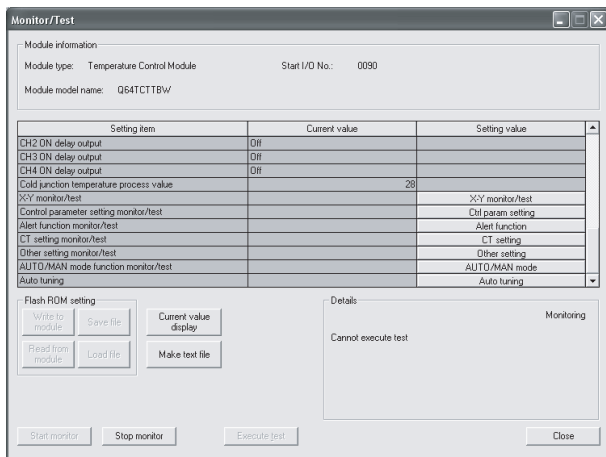 Monitor/Test
Module information
Module type: Temperature Control Module Start I/O No.: 0090
Module model name: Q64TCTTBW
Setting item Current value Setting value
CH2 ON delay output Off
CH3 ON delay output Off
CH4 ON delay output Off
Cold junction temperature process value 28
X-Y monitor/test X-Y monitor/test
Control parameter setting monitor/test Ctrl param setting
Alert function monitor/test Alert function
CT setting monitor/test CT setting
Other setting monitor/test Other setting
AUTO/MAN mode function monitor/test AUTO/MAN mode
Auto tuning Auto tuning
Flash ROM setting
Write to module
Save file
Current value display
Read from module
Load file
Make text file
Details
Monitoring
Cannot execute test
Start monitor
Stop monitor
Execute test
Close